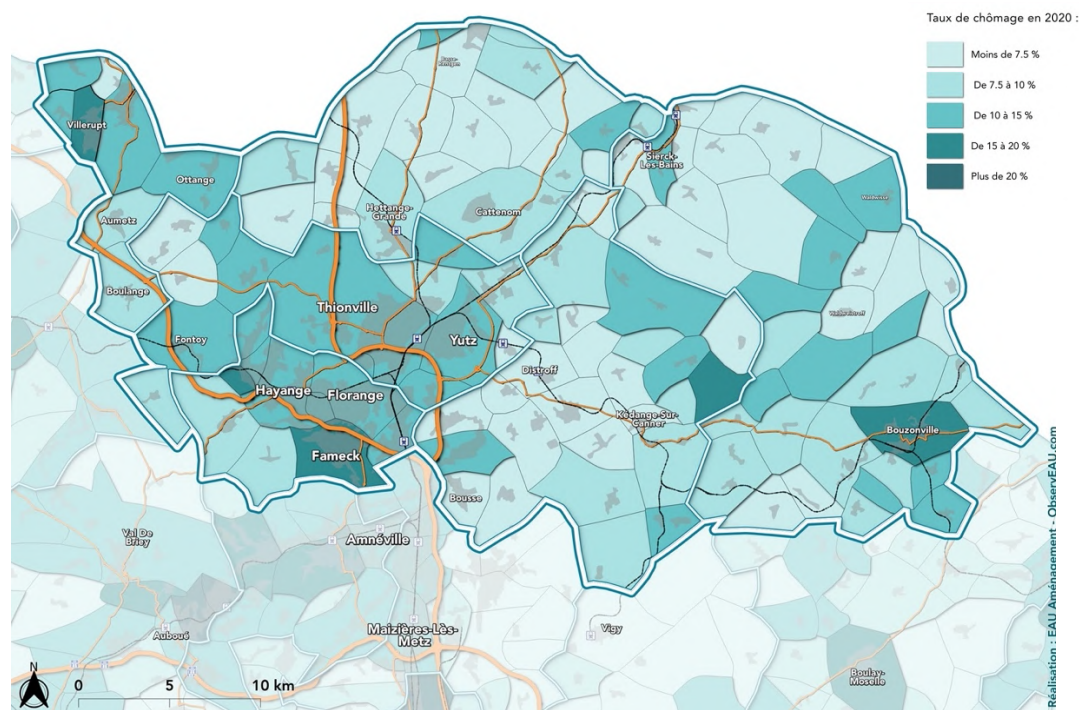 Taux de chômage en 2020 :
Moins de 7.5 %
De 7.5 à 10 %
De 10 à 15 %
De 15 à 20 %
Plus de 20 %
Villerupt
Ottange
Aumetz
Boulange
Fontoy
Hettange-
Grande
Cattenom
Sierck-
Les-Bains
Waldwisse
Thionville
Yutz
Distroff
Hayange
Florange
Fameck
Kédange-Sur-
Canner
Bouzonville
Bousse
Val De
Briey
Amnéville
Auboué
Maizières-Lès-
Metz
Vigy
Boulay-
Moselle
N
0 5 10 km
Réalisation : EAU Aménagement - ObservEAU.com